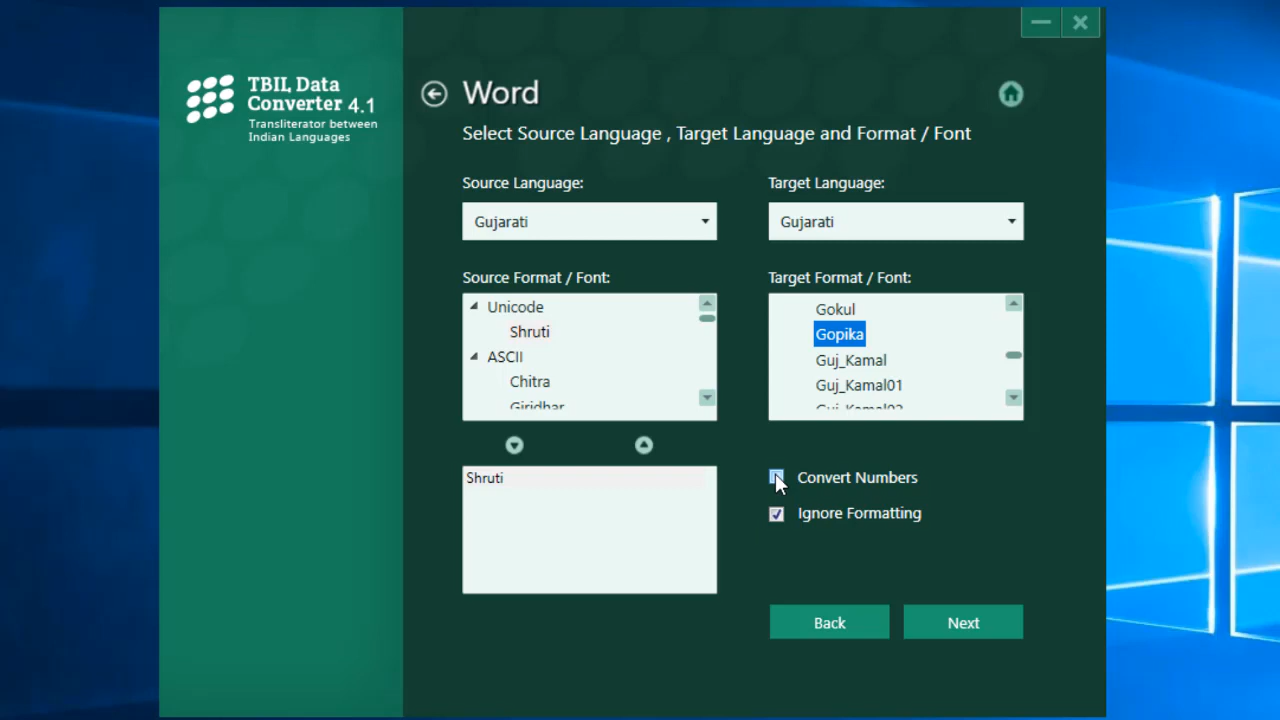 TBIL Data
Converter 4.1
Transliterator between
Indian Languages
Word
Select Source Language , Target Language and Format / Font
Source Language:
Target Language:
Gujarati
Gujarati
Source Format / Font:
Target Format / Font:
Unicode
Shruti
ASCII
Chitra
Giridhar
Gokul
Gopika
Guj_Kamal
Guj_Kamal01
Guj_Kamal02
Shruti
Convert Numbers
Ignore Formatting
Back
Next